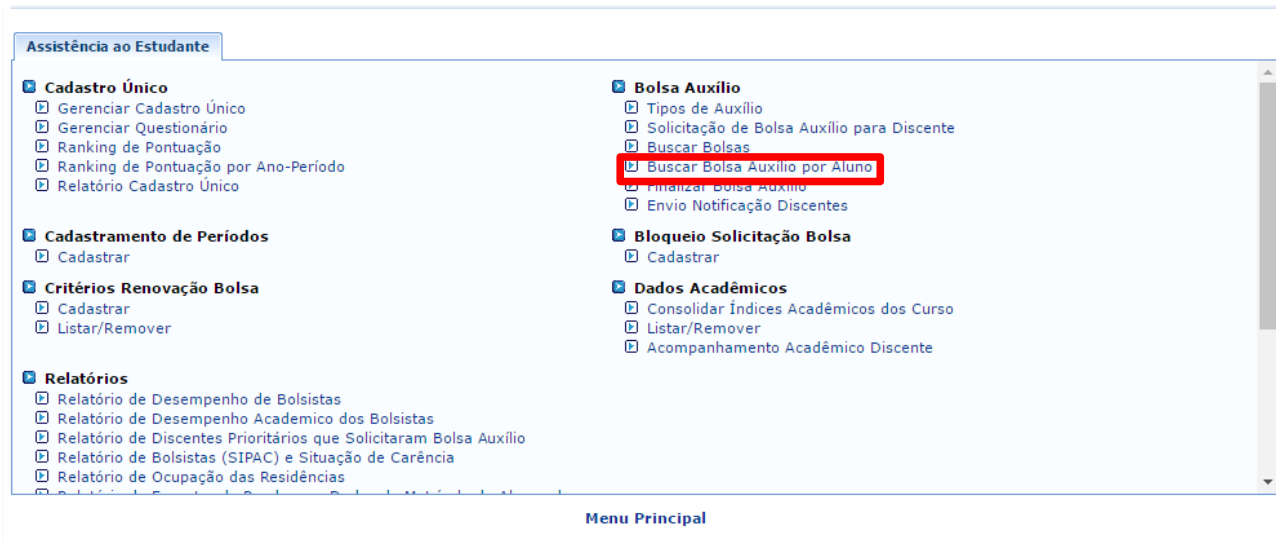 Assistência ao Estudante
Cadastro Único
Gerenciar Cadastro Único
Gerenciar Questionário
Ranking de Pontuação
Ranking de Pontuação por Ano-Período
Relatório Cadastro Único
Bolsa Auxílio
Tipos de Auxílio
Solicitação de Bolsa Auxílio para Discente
Buscar Bolsas
Buscar Bolsa Auxílio por Aluno
Finalizar Bolsa Auxílio
Envio Notificação Discentes
Cadastramento de Períodos
Cadastrar
Bloqueio Solicitação Bolsa
Cadastrar
Critérios Renovação Bolsa
Cadastrar
Listar/Remover
Dados Acadêmicos
Consolidar Índices Acadêmicos dos Curso
Listar/Remover
Acompanhamento Acadêmico Discente
Relatórios
Relatório de Desempenho de Bolsistas
Relatório de Desempenho Academico dos Bolsistas
Relatório de Discentes Prioritários que Solicitaram Bolsa Auxílio
Relatório de Bolsistas (SIPAC) e Situação de Carência
Relatório de Ocupação das Residências
Menu Principal